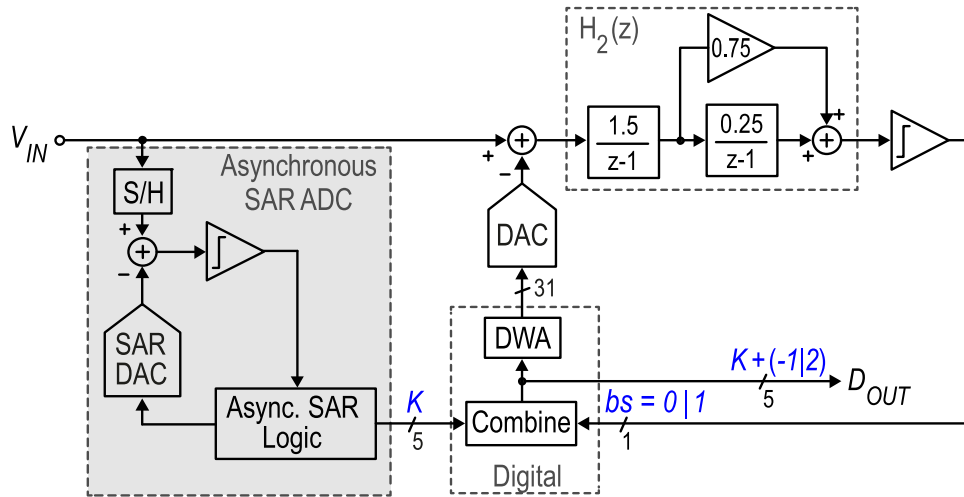 H2(z)
0.75
VIN
+
+
1.5
z-1
0.25
z-1
+
+
−
Asynchronous
SAR ADC
S/H
+
+
−
DAC
31
SAR
DAC
DWA
K+(-1|2)
5
DOUT
Async. SAR
Logic
K
5
Combine
bs = 0|1
1
Digital